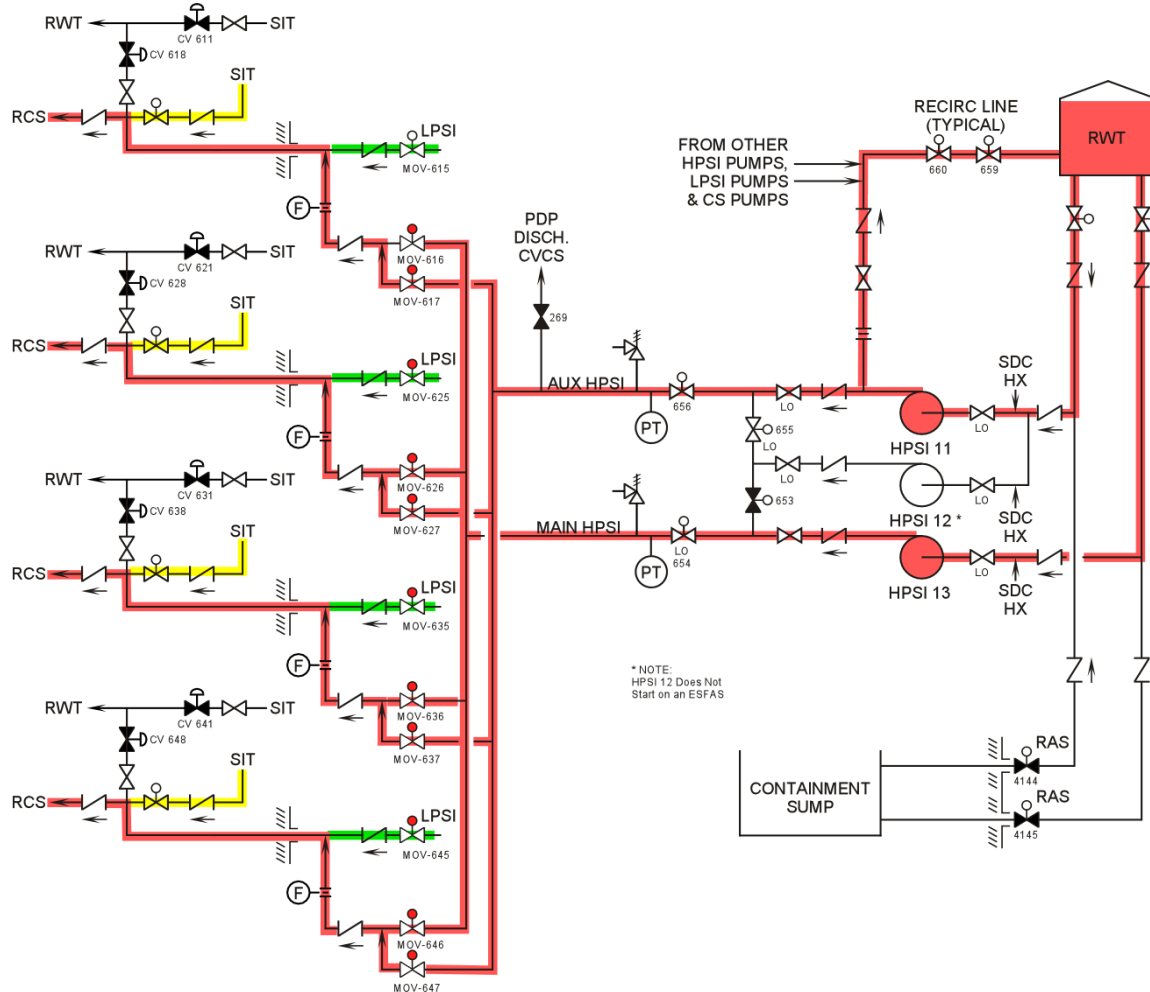 RWT
CV 611
SIT
CV 618
SIT
RCS
LPSI
MOV-615
F
MOV-616
MOV-617
RWT
CV 621
SIT
CV 628
SIT
RCS
LPSI
MOV-625
F
MOV-626
MOV-627
RWT
CV 631
SIT
CV 638
SIT
RCS
LPSI
MOV-635
F
MOV-636
MOV-637
RWT
CV 641
SIT
CV 648
SIT
RCS
LPSI
MOV-645
F
MOV-646
MOV-647
PDP
DISCH.
CVCS
269
FROM OTHER
HPSI PUMPS,
LPSI PUMPS
& CS PUMPS
RECIRC LINE
(TYPICAL)
660
659
RWT
AUX HPSI
PT
656
LO
655
LO
HPSI 11
LO
SDC
HX
LO
653
HPSI 12 *
LO
SDC
HX
MAIN HPSI
PT
LO
654
HPSI 13
LO
SDC
HX
* NOTE:
HPSI 12 Does Not
Start on an ESFAS
CONTAINMENT
SUMP
RAS
4144
RAS
4145